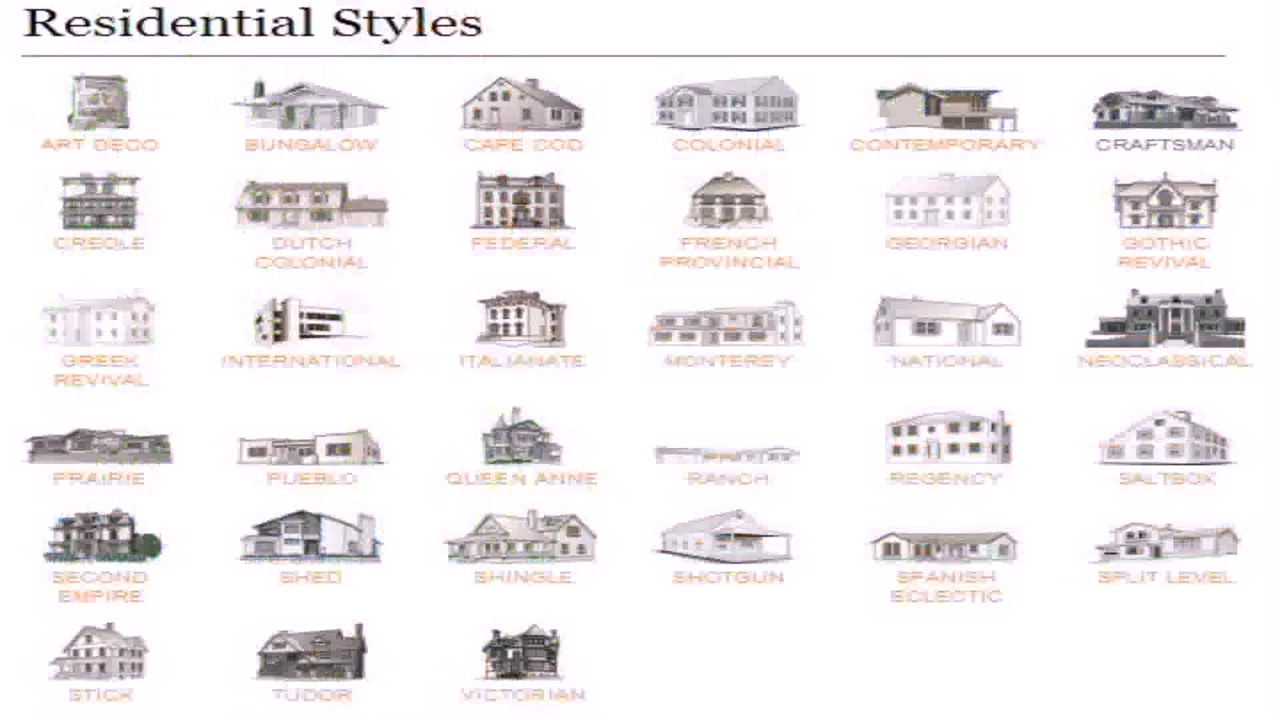 Residential Styles
ART DECO
BUNGALOW
CAPE COD
COLONIAL
CONTEMPORARY
CRAFTSMAN
CREOLE
DUTCH
COLONIAL
FEDERAL
FRENCH
PROVINCIAL
GEORGIAN
GOTHIC
REVIVAL
GREEK
REVIVAL
INTERNATIONAL
ITALIANATE
MONTEREY
NATIONAL
NEOCLASSICAL
PRAIRIE
PUEBLO
QUEEN ANNE
RANCH
REGENCY
SALTBOX
SECOND
EMPIRE
SHED
SHINGLE
SHOTGUN
SPANISH
ECLECTIC
SPLIT LEVEL
STICK
TUDOR
VICTORIAN